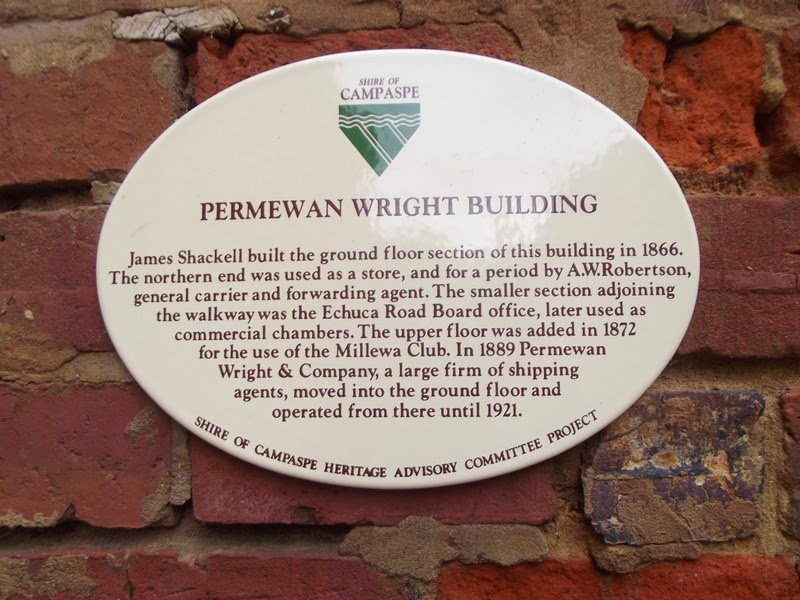 SHIRE OF
CAMPASPE
PERMEWAN WRIGHT BUILDING
James Shackell built the ground floor section of this building in 1866.
The northern end was used as a store, and for a period by A.W.Robertson,
general carrier and forwarding agent. The smaller section adjoining
the walkway was the Echuca Road Board office, later used as
commercial chambers. The upper floor was added in 1872
for the use of the Millewa Club. In 1889 Permewan
Wright & Company, a large firm of shipping
agents, moved into the ground floor and
operated from there until 1921.
SHIRE OF CAMPASPE HERITAGE ADVISORY COMMITTEE PROJECT